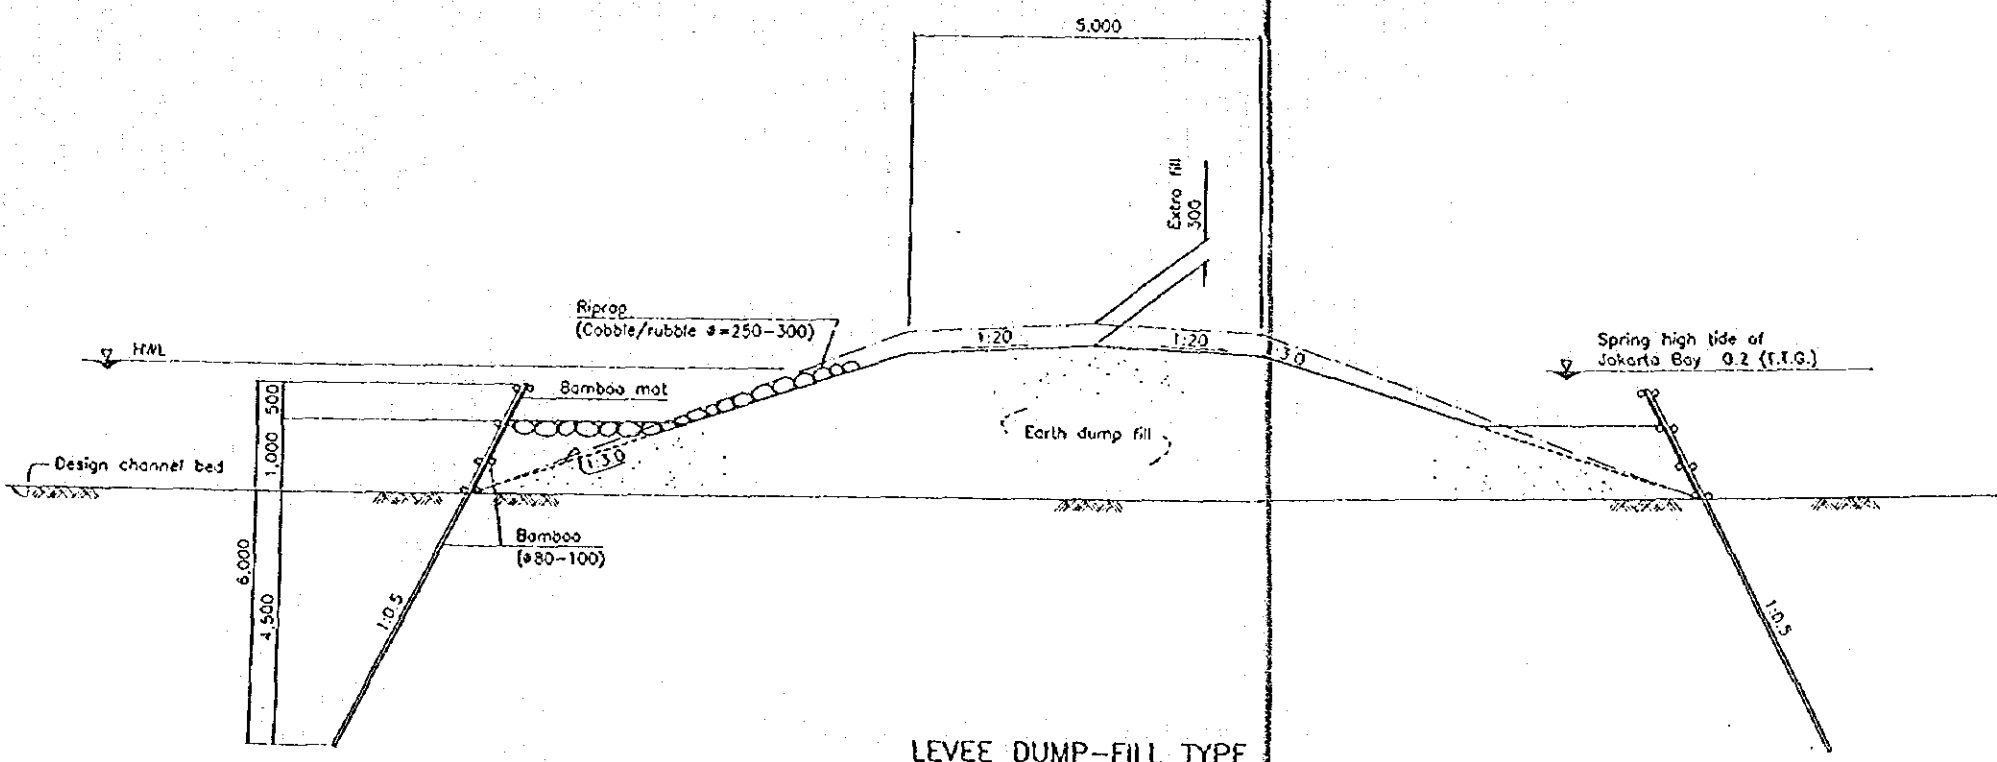 5.000
Extra fill
300
Riprap
(Cobble/rubble ø=250-300)
1:20
1:20
1:3.0
Spring high tide of
Jakarta Bay 0.2 (T.T.G.)
HWL
Bamboo mat
500
1,000
Earth dump fill
1:3.0
Design channel bed
Bamboo
(ø80-100)
6,000
4,500
1:0.5
1:0.5
LEVEE DUMP-FILL TYPE